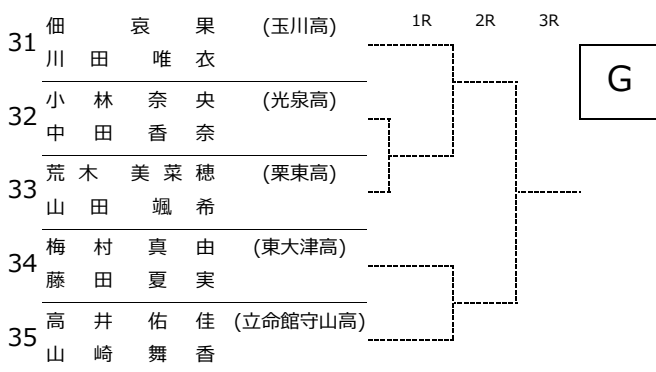 1R 2R 3R
31 佃 哀 果 (玉川高)
川 田 唯 衣
G
32 小 林 奈 央 (光泉高)
中 田 香 奈
33 荒 木 美 菜 穂 (栗東高)
山 田 颯 希
34 梅 村 真 由 (東大津高)
藤 田 夏 実
35 高 井 佑 佳 (立命館守山高)
山 崎 舞 香